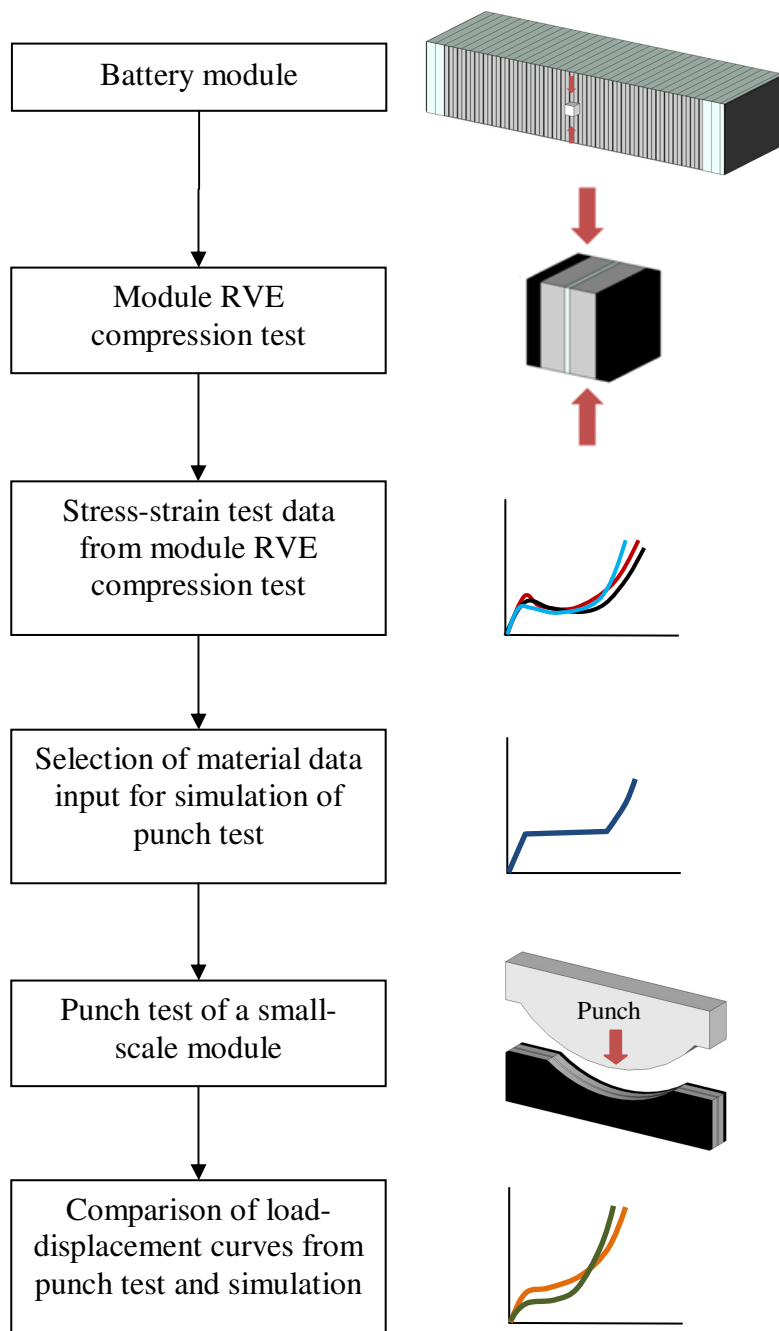 Battery module
Module RVE
compression test
Stress-strain test data
from module RVE
compression test
Selection of material data
input for simulation of
punch test
Punch test of a small-
scale module
Punch
Comparison of load-
displacement curves from
punch test and simulation